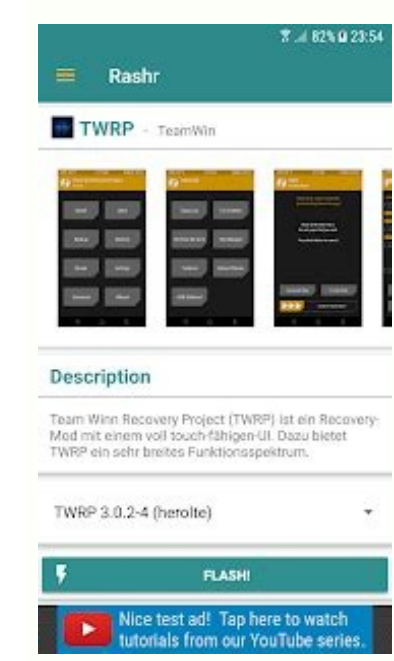 82% 23:54
Rashr
TWRP - TeamWin
Description
Team Winn Recovery Project (TWRP) ist ein Recovery-
Mod mit einem voll touch-fähigen-UI. Dazu bietet
TWRP ein sehr breites Funktionsspektrum.
TWRP 3.0.2-4 (herolte)
FLASH!
Nice test ad! Tap here to watch
tutorials from our YouTube series.